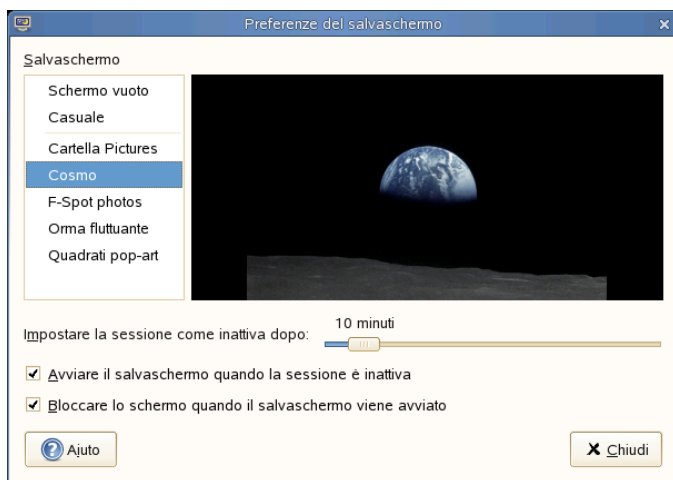 Preferenze del salvaschermo
Salvaschermo
Schermo vuoto
Casuale
Cartella Pictures
Cosmo
F-Spot photos
Orma fluttuante
Quadrati pop-art
10 minuti
Impostare la sessione come inattiva dopo:
Avviare il salvaschermo quando la sessione è inattiva
Bloccare lo schermo quando il salvaschermo viene avviato
Aiuto
Chiudi